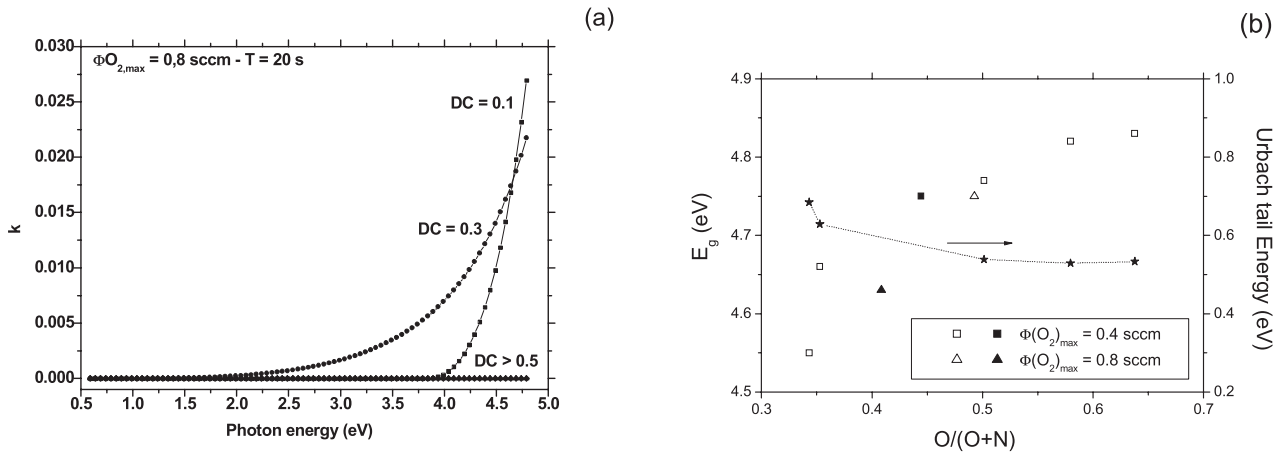 (a)
0.030
0.025
0.020
0.015
0.010
0.005
0.000
k
ΦO2,max = 0,8 sccm - T = 20 s
DC = 0.1
DC = 0.3
DC > 0.5
0.5 1.0 1.5 2.0 2.5 3.0 3.5 4.0 4.5 5.0
Photon energy (eV)
(b)
4.9
4.8
4.7
4.6
4.5
Eg (eV)
1.0
0.8
0.6
0.4
0.2
Urbach tail Energy (eV)
Φ(O2)max = 0.4 sccm
Φ(O2)max = 0.8 sccm
0.3 0.4 0.5 0.6 0.7
O/(O+N)